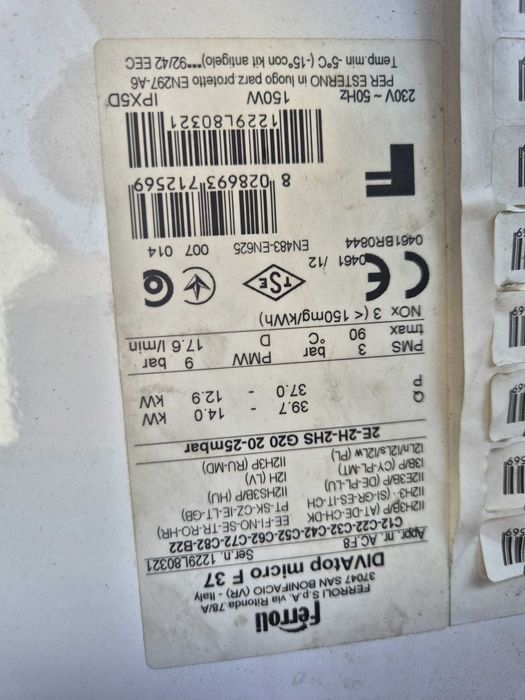 Ferroli
FERROLI S.p.A. via Ritonda 78/A
37047 SAN BONIFACIO (VR) - Italy
DIVAtop micro F 37
Appr. nr. AC.F8 Ser.n. 1229L80321
C12-C22-C32-C42-C52-C62-C72-C82-B22
II2H3B/P (AT-DE-CH-DK EE-FI-NO-SE-TR-RO-HR)
II2H3+ (SI-GR-ES-IT-CH PT-SK-CZ-IE-LT-GB)
II2E3B/P (DE-PL-LU) II2HS3B/P (HU)
I3B/P (CY-PL-MT) I2H (LV)
I2Ln/I2Ls/I2Lw (PL) II2H3P (RU-MD)
2E-2H-2HS G20 20-25mbar
Q 39.7 - 14.0 kW
P 37.0 - 12.9 kW
PMS 3 bar PMW 9 bar
tmax 90 °C D 17.6 l/min
NOx 3 (< 150mg/kWh)
CE 0461 /12 TSE
0461BR0844 EN483-EN625 007 014
8 028693 712569
1229L80321
230V ~ 50Hz 150W IPX5D
PER ESTERNO in luogo parz protetto EN297-A6
Temp.min -5°C ( -15°con kit antigelo)***92/42 EEC